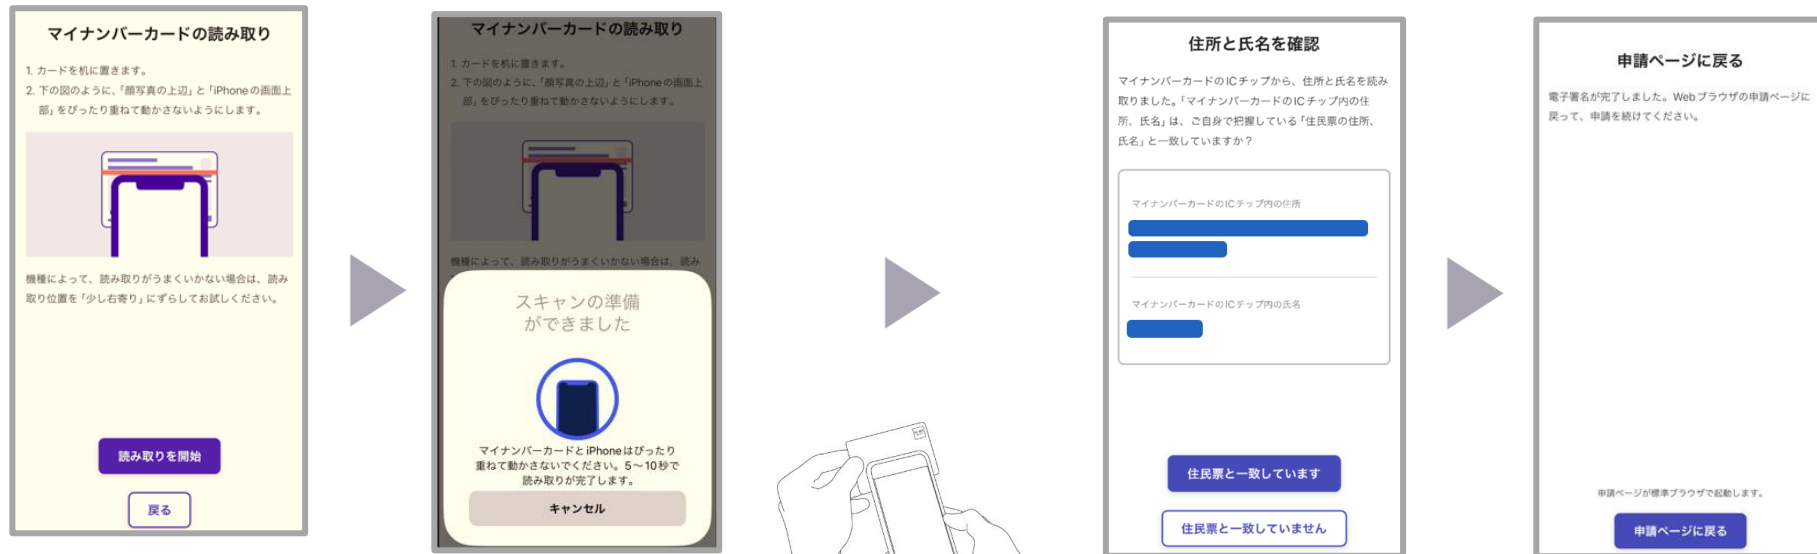 マイナンバーカードの読み取り
1. カードを机に置きます。
2. 下の図のように、「顔写真の上辺」と「iPhoneの画面上
部」をぴったり重ねて動かさないようにします。
機種によって、読み取りがうまくいかない場合は、読み
取り位置を「少し右寄り」にずらしてお試しください。
読み取りを開始
戻る
マイナンバーカードの読み取り
1. カードを机に置きます。
2. 下の図のように、「顔写真の上辺」と「iPhoneの画面上
部」をぴったり重ねて動かさないようにします。
機種によって、読み取りがうまくいかない場合は、読み
スキャンの準備
ができました
マイナンバーカードとiPhoneはぴったり
重ねて動かさないでください。5〜10秒で
読み取りが完了します。
キャンセル
住所と氏名を確認
マイナンバーカードのICチップから、住所と氏名を読み
取りました。「マイナンバーカードのICチップ内の住
所、氏名」は、ご自身で把握している「住民票の住所、
氏名」と一致していますか？
マイナンバーカードのICチップ内の住所
マイナンバーカードのICチップ内の氏名
住民票と一致しています
住民票と一致していません
申請ページに戻る
電子署名が完了しました。Webブラウザの申請ページに
戻って、申請を続けてください。
申請ページが標準ブラウザで起動します。
申請ページに戻る